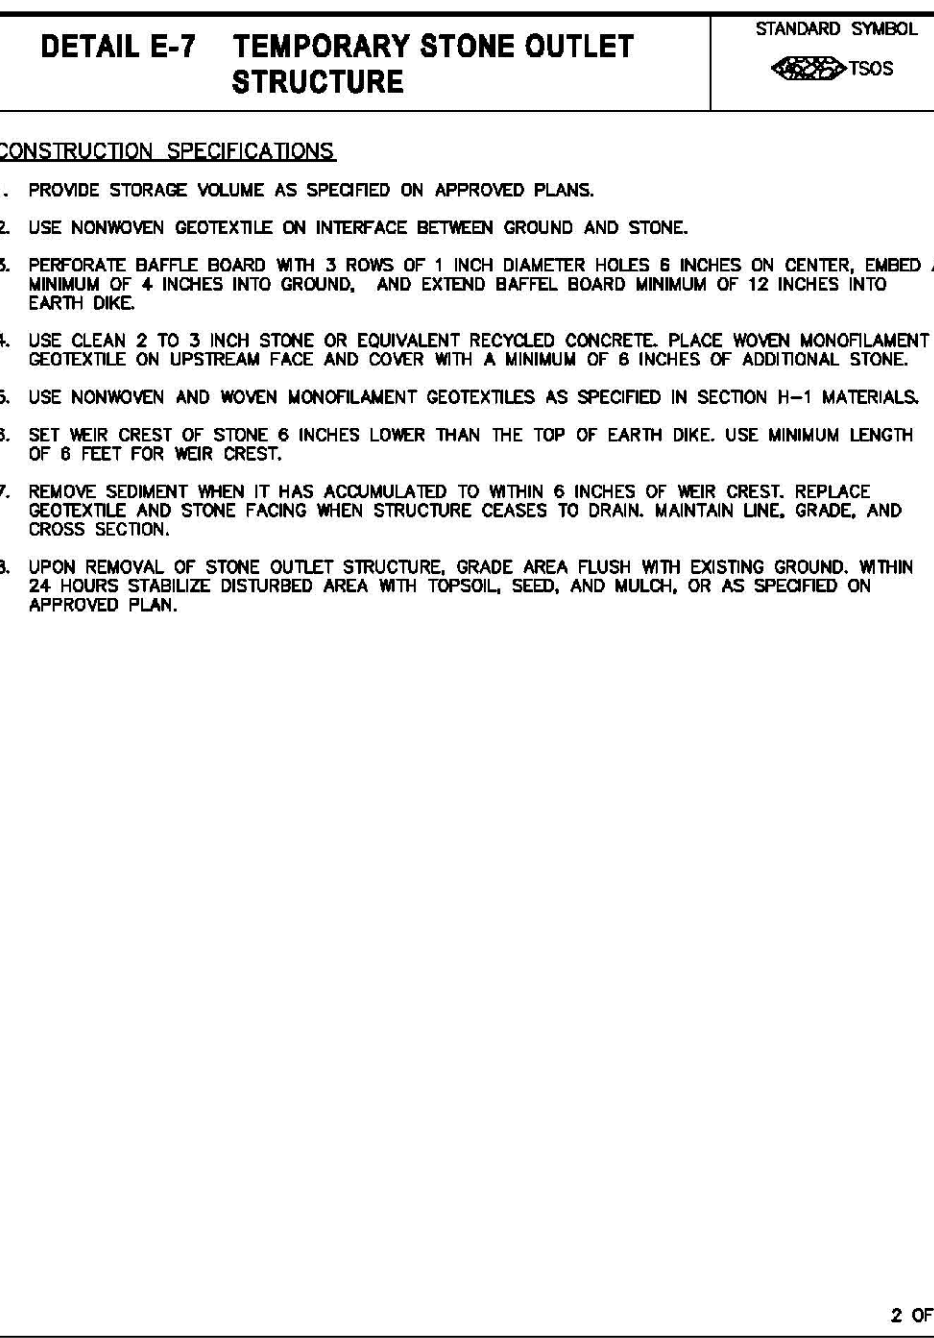 DETAIL E-7 TEMPORARY STONE OUTLET
STRUCTURE
STANDARD SYMBOL
TSOS
CONSTRUCTION SPECIFICATIONS
. PROVIDE STORAGE VOLUME AS SPECIFIED ON APPROVED PLANS.
2. USE NONWOVEN GEOTEXTILE ON INTERFACE BETWEEN GROUND AND STONE.
3. PERFORATE BAFFLE BOARD WITH 3 ROWS OF 1 INCH DIAMETER HOLES 6 INCHES ON CENTER, EMBED A
MINIMUM OF 4 INCHES INTO GROUND, AND EXTEND BAFFEL BOARD MINIMUM OF 12 INCHES INTO
EARTH DIKE.
4. USE CLEAN 2 TO 3 INCH STONE OR EQUIVALENT RECYCLED CONCRETE. PLACE WOVEN MONOFILAMENT
GEOTEXTILE ON UPSTREAM FACE AND COVER WITH A MINIMUM OF 6 INCHES OF ADDITIONAL STONE.
5. USE NONWOVEN AND WOVEN MONOFILAMENT GEOTEXTILES AS SPECIFIED IN SECTION H-1 MATERIALS.
6. SET WEIR CREST OF STONE 6 INCHES LOWER THAN THE TOP OF EARTH DIKE. USE MINIMUM LENGTH
OF 6 FEET FOR WEIR CREST.
7. REMOVE SEDIMENT WHEN IT HAS ACCUMULATED TO WITHIN 6 INCHES OF WEIR CREST. REPLACE
GEOTEXTILE AND STONE FACING WHEN STRUCTURE CEASES TO DRAIN. MAINTAIN LINE, GRADE, AND
CROSS SECTION.
8. UPON REMOVAL OF STONE OUTLET STRUCTURE, GRADE AREA FLUSH WITH EXISTING GROUND. WITHIN
24 HOURS STABILIZE DISTURBED AREA WITH TOPSOIL, SEED, AND MULCH, OR AS SPECIFIED ON
APPROVED PLAN.
2 OF